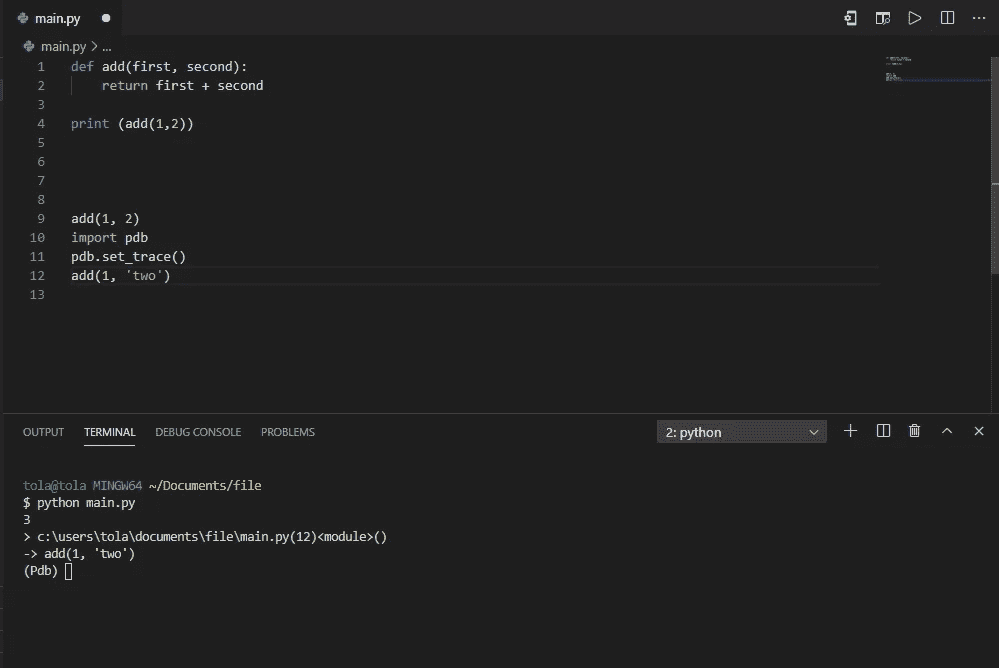 main.py
main.py > ...
1 def add(first, second):
2     return first + second
3
4 print (add(1,2))
5
6
7
8
9 add(1, 2)
10 import pdb
11 pdb.set_trace()
12 add(1, 'two')
13
OUTPUT TERMINAL DEBUG CONSOLE PROBLEMS 2: python
tola@tola MINGW64 ~/Documents/file
$ python main.py
3
> c:\users\tola\documents\file\main.py(12)<module>()
-> add(1, 'two')
(Pdb)